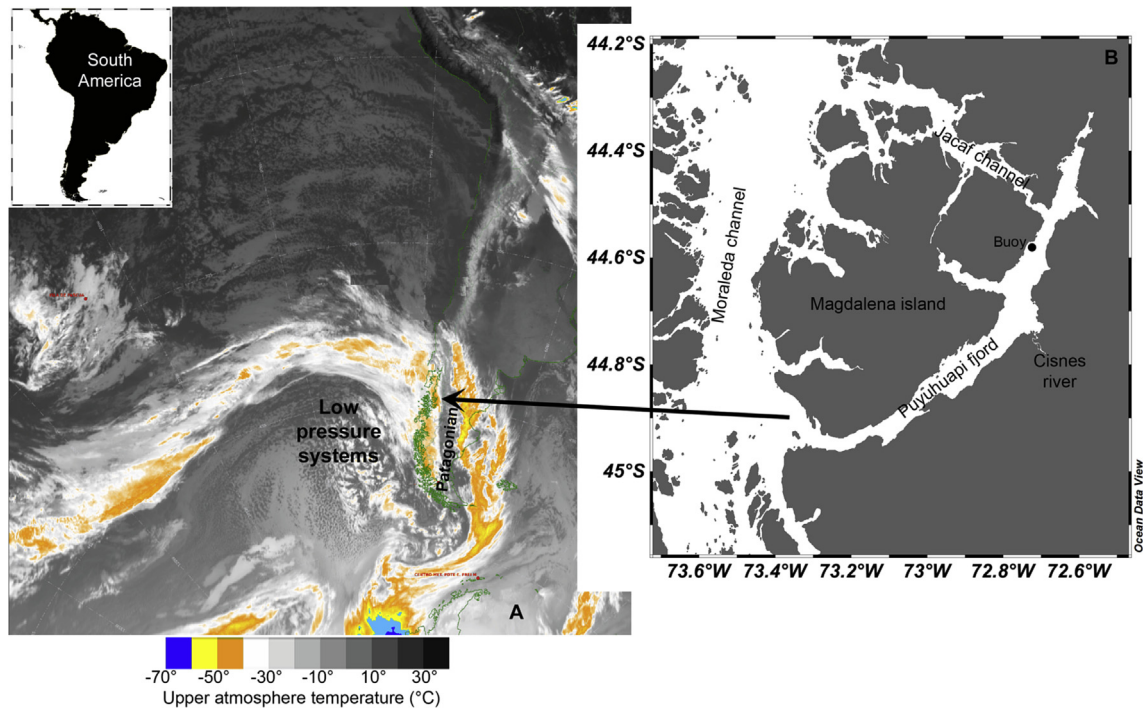 South
America
Low
pressure
systems
Patagonian
A
-70°
-50°
-30°
-10°
10°
30°
Upper atmosphere temperature (°C)
B
44.2°S
44.4°S
44.6°S
44.8°S
45°S
Jacaf channel
Buoy
Moraleda channel
Magdalena island
Cisnes
river
Puyuhuapi fjord
73.6°W
73.4°W
73.2°W
73°W
72.8°W
72.6°W
Ocean Data View